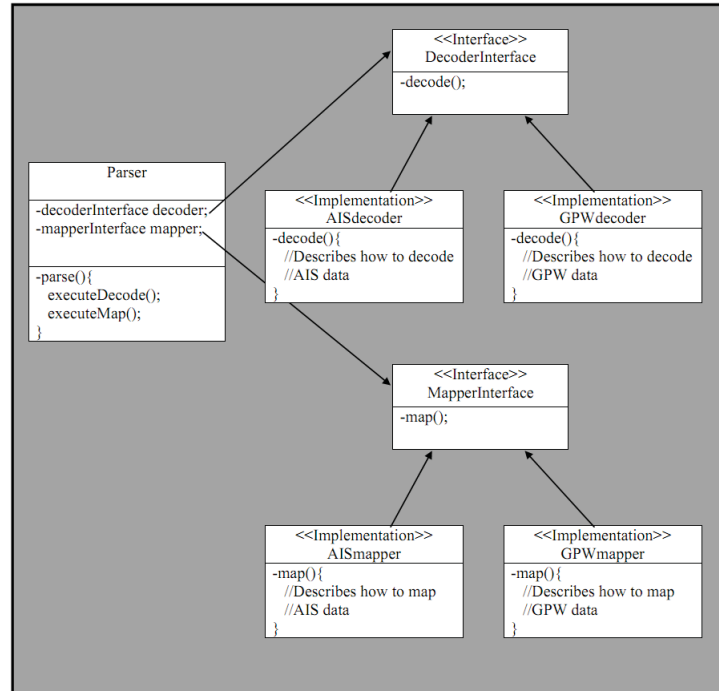 <<Interface>>
DecoderInterface
-decode();
Parser
-decoderInterface decoder;
-mapperInterface mapper;
-parse(){
executeDecode();
executeMap();
}
<<Implementation>>
AISdecoder
-decode(){
//Describes how to decode
//AIS data
}
<<Implementation>>
GPWdecoder
-decode(){
//Describes how to decode
//GPW data
}
<<Interface>>
MapperInterface
-map();
<<Implementation>>
AISmapper
-map(){
//Describes how to map
//AIS data
}
<<Implementation>>
GPWmapper
-map(){
//Describes how to map
//GPW data
}